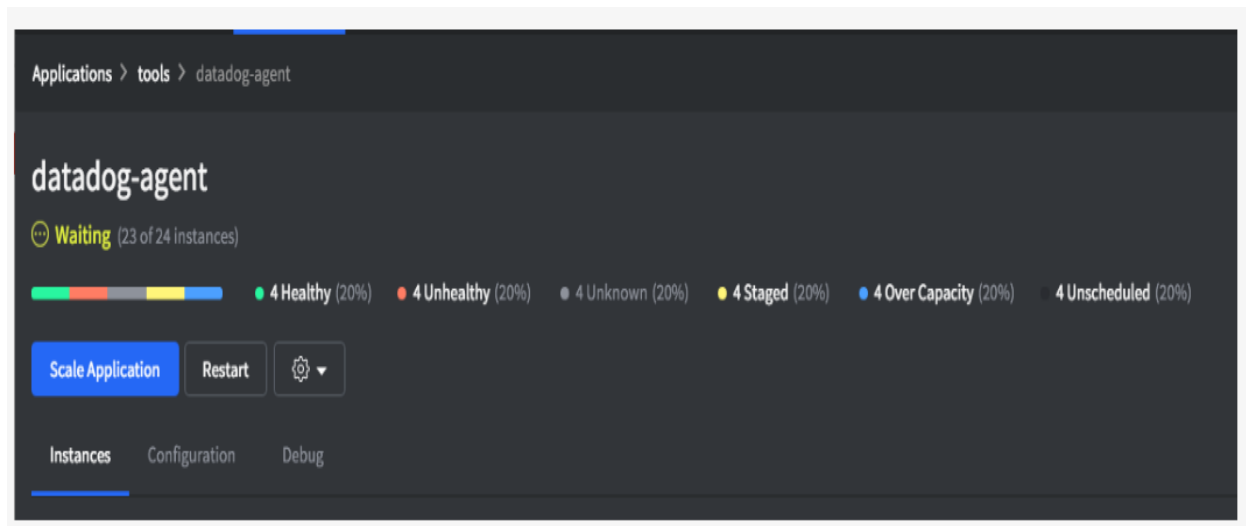 Applications > tools > datadog-agent
datadog-agent
Waiting (23 of 24 instances)
4 Healthy (20%) 4 Unhealthy (20%) 4 Unknown (20%) 4 Staged (20%) 4 Over Capacity (20%) 4 Unscheduled (20%)
Scale Application Restart
Instances Configuration Debug